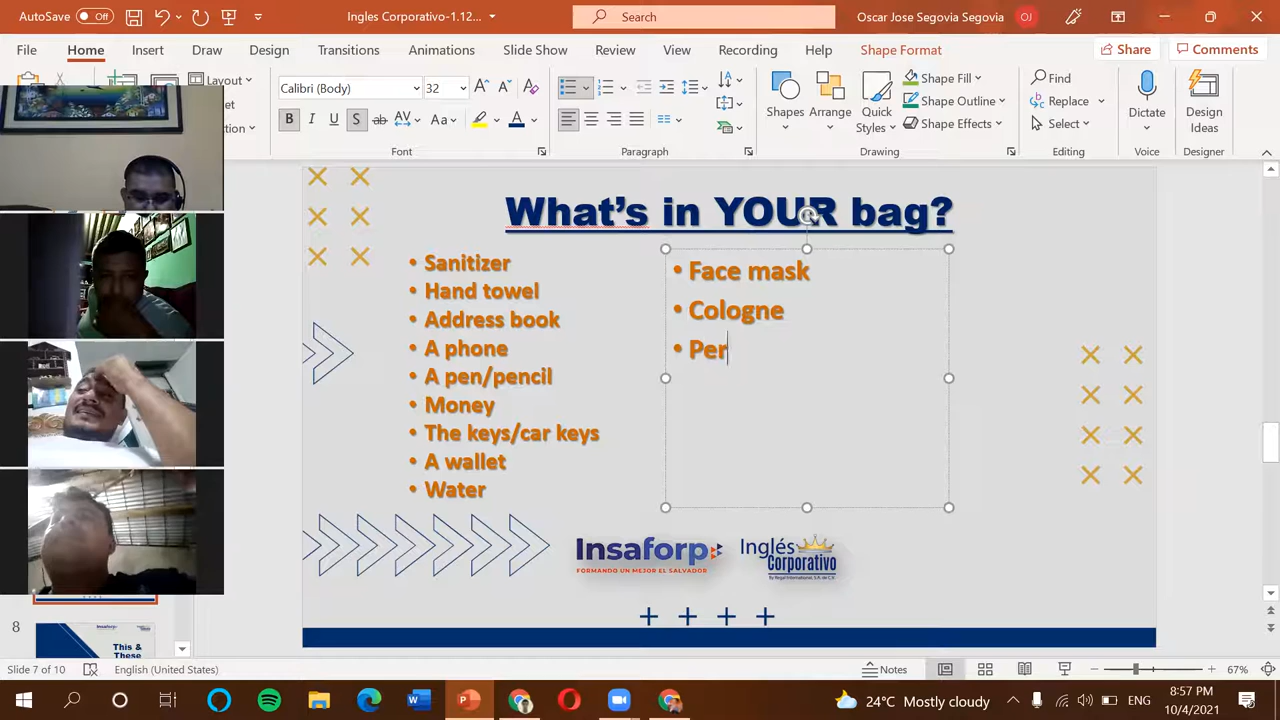 AutoSave Off
Ingles Corporativo-1.12...
Search
Oscar Jose Segovia Segovia OJ
File Home Insert Draw Design Transitions Animations Slide Show Review View Recording Help Shape Format Share Comments
Layout
Calibri (Body) 32
Shapes Arrange Quick Styles
Shape Fill
Shape Outline
Shape Effects
Find
Replace
Select
Dictate
Design Ideas
Font Paragraph Drawing Editing Voice Designer
What's in YOUR bag?
• Sanitizer
• Hand towel
• Address book
• A phone
• A pen/pencil
• Money
• The keys/car keys
• A wallet
• Water
• Face mask
• Cologne
• Per
Insaforp
FORMANDO UN MEJOR EL SALVADOR
Inglés Corporativo
By Regal International, S.A. de C.V.
8
This &
Slide 7 of 10 English (United States) Notes 67%
24°C Mostly cloudy ENG 8:57 PM
10/4/2021